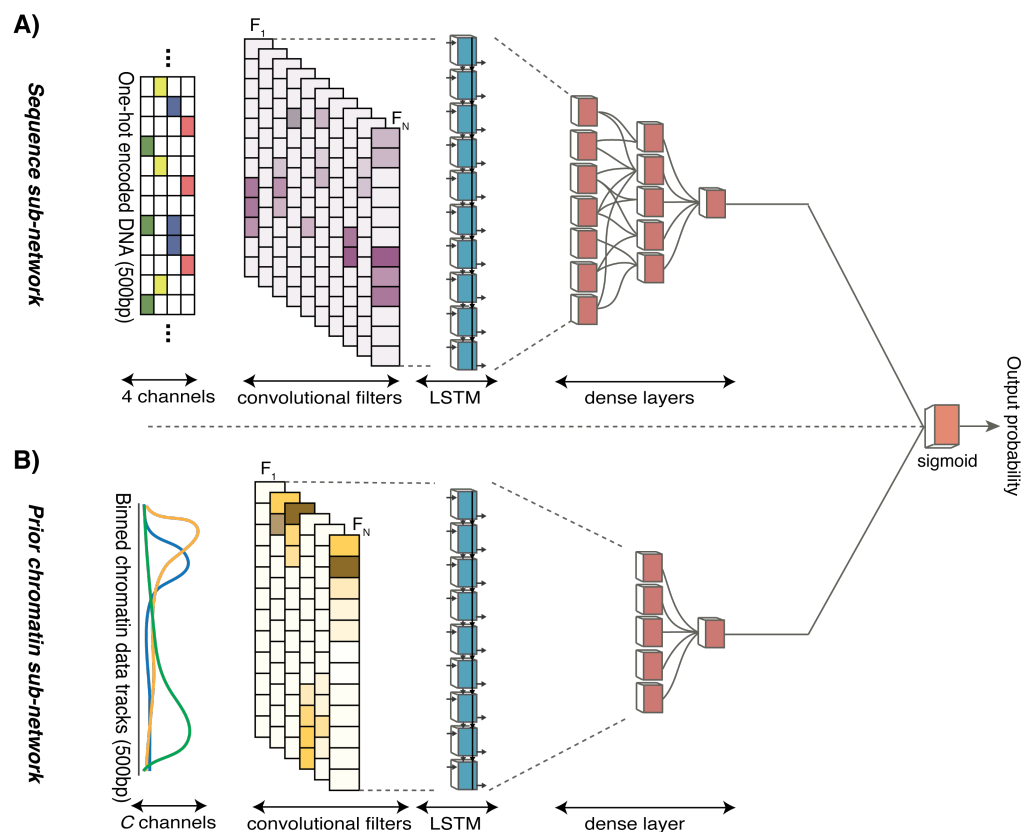 A)
Sequence sub-network
...
One-hot encoded DNA (500bp)
...
F1
FN
4 channels
convolutional filters
LSTM
dense layers
sigmoid
Output probability
B)
Prior chromatin sub-network
Binned chromatin data tracks (500bp)
F1
FN
C channels
convolutional filters
LSTM
dense layer